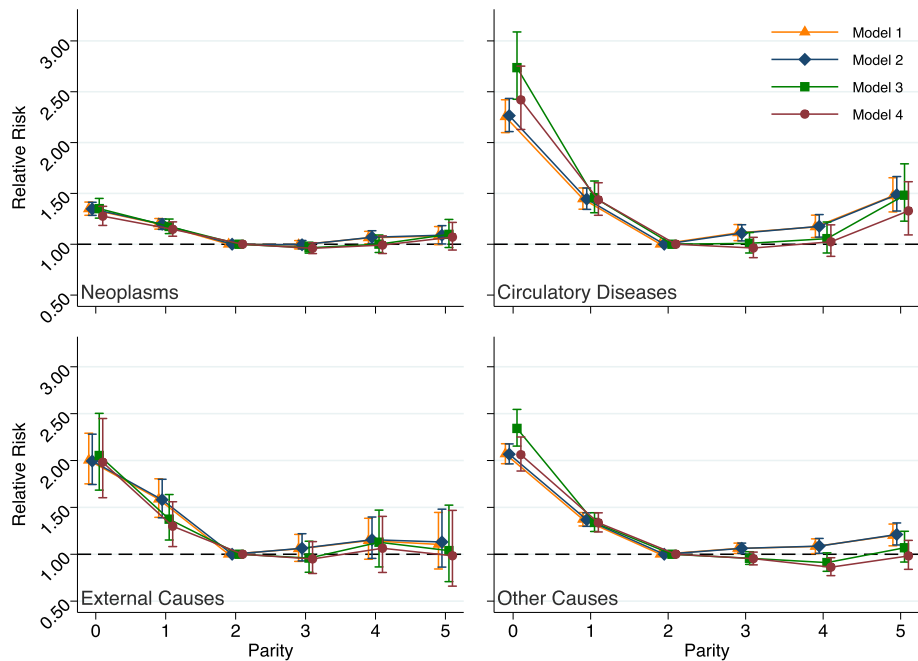 Relative Risk
3.00
2.50
2.00
1.50
1.00
0.50
Neoplasms
Model 1
Model 2
Model 3
Model 4
Circulatory Diseases
Relative Risk
3.00
2.50
2.00
1.50
1.00
0.50
External Causes
0 1 2 3 4 5
Parity
Other Causes
0 1 2 3 4 5
Parity